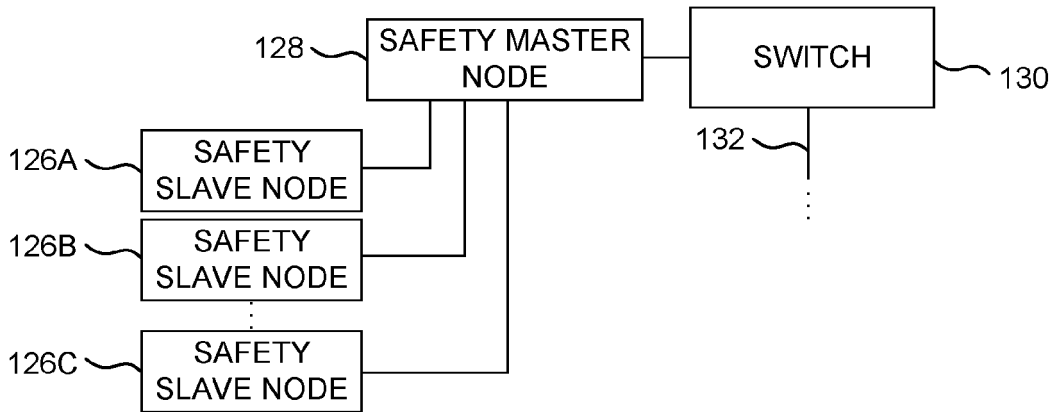 128
SAFETY MASTER
NODE
SWITCH
130
132
126A
SAFETY
SLAVE NODE
126B
SAFETY
SLAVE NODE
126C
SAFETY
SLAVE NODE